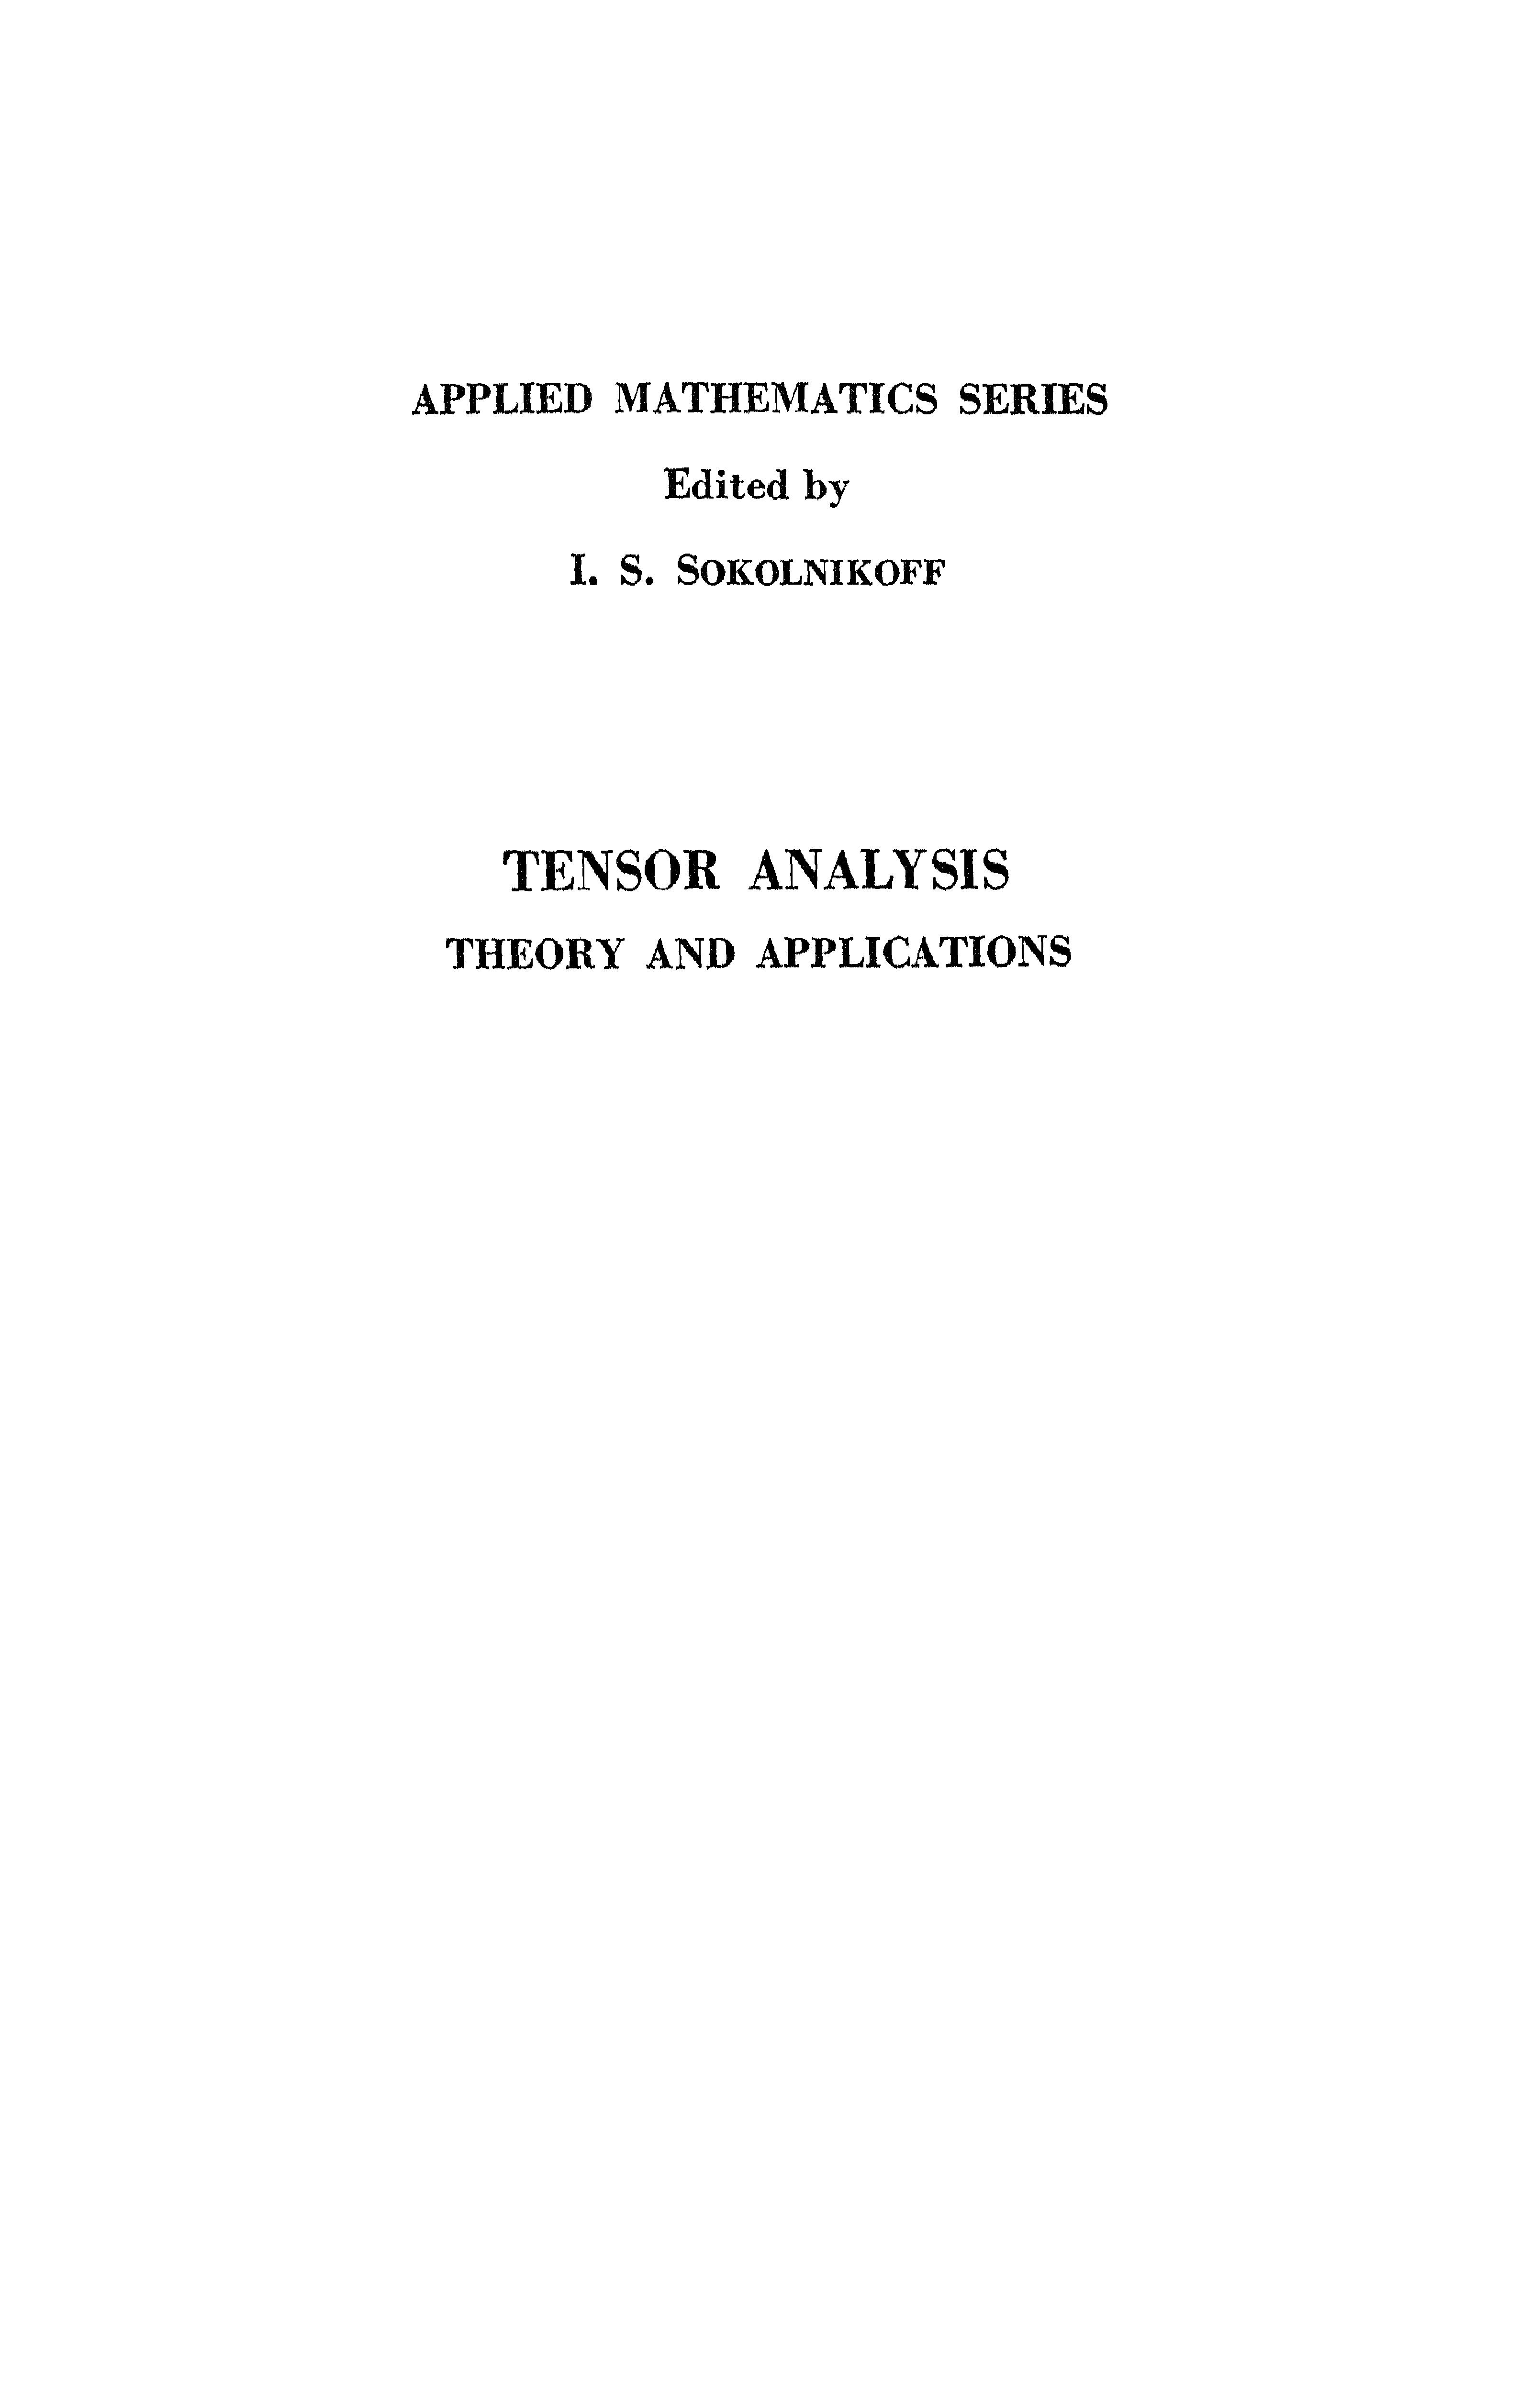 APPLIED MATHEMATICS SERIES
Edited by
I. S. SOKOLNIKOFF
TENSOR ANALYSIS
THEORY AND APPLICATIONS